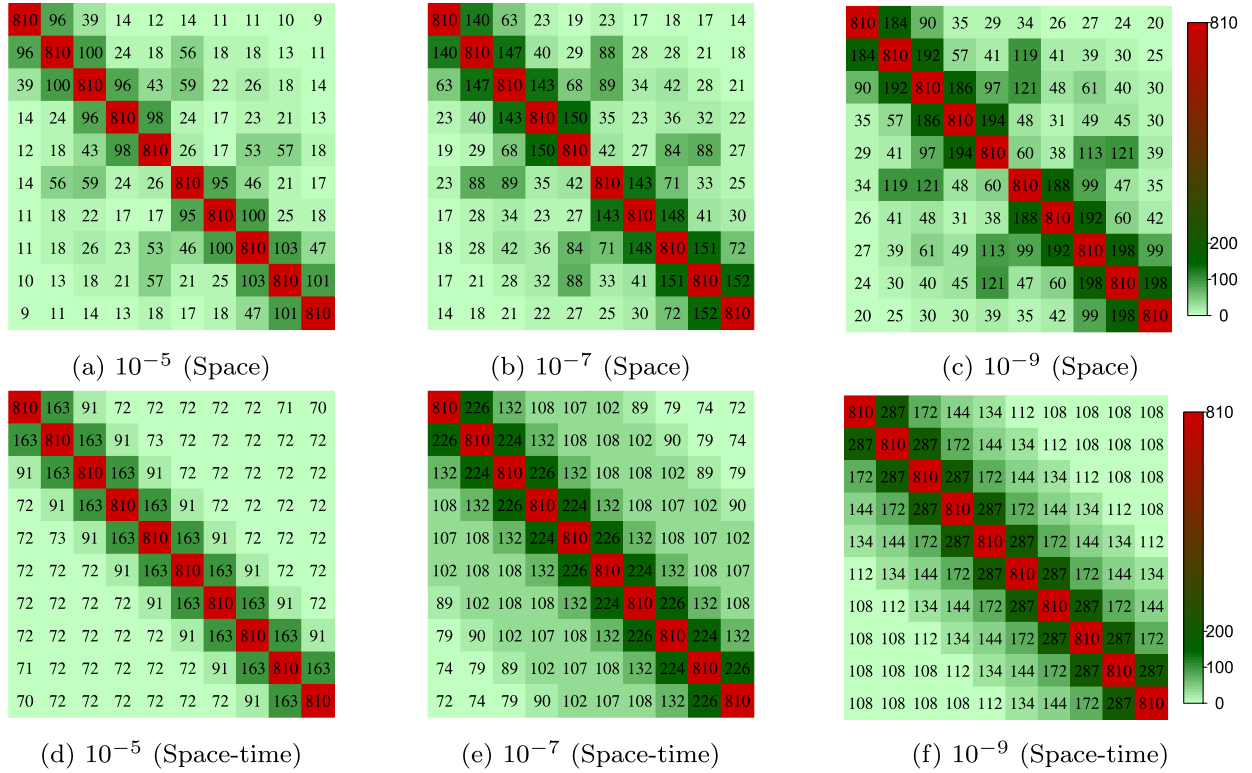 810 96 39 14 12 14 11 11 10 9
96 810 100 24 18 56 18 18 13 11
39 100 810 96 43 59 22 26 18 14
14 24 96 810 98 24 17 23 21 13
12 18 43 98 810 26 17 53 57 18
14 56 59 24 26 810 95 46 21 17
11 18 22 17 17 95 810 100 25 18
11 18 26 23 53 46 100 810 103 47
10 13 18 21 57 21 25 103 810 101
9 11 14 13 18 17 18 47 101 810
(a) 10⁻⁵ (Space)
810 140 63 23 19 23 17 18 17 14
140 810 147 40 29 88 28 28 21 18
63 147 810 143 68 89 34 42 28 21
23 40 143 810 150 35 23 36 32 22
19 29 68 150 810 42 27 84 88 27
23 88 89 35 42 810 143 71 33 25
17 28 34 23 27 143 810 148 41 30
18 28 42 36 84 71 148 810 151 72
17 21 28 32 88 33 41 151 810 152
14 18 21 22 27 25 30 72 152 810
(b) 10⁻⁷ (Space)
810 184 90 35 29 34 26 27 24 20
184 810 192 57 41 119 41 39 30 25
90 192 810 186 97 121 48 61 40 30
35 57 186 810 194 48 31 49 45 30
29 41 97 194 810 60 38 113 121 39
34 119 121 48 60 810 188 99 47 35
26 41 48 31 38 188 810 192 60 42
27 39 61 49 113 99 192 810 198 99
24 30 40 45 121 47 60 198 810 198
20 25 30 30 39 35 42 99 198 810
810
200
100
0
(c) 10⁻⁹ (Space)
810 163 91 72 72 72 72 72 71 70
163 810 163 91 73 72 72 72 72 72
91 163 810 163 91 72 72 72 72 72
72 91 163 810 163 91 72 72 72 72
72 73 91 163 810 163 91 72 72 72
72 72 72 91 163 810 163 91 72 72
72 72 72 72 91 163 810 163 91 72
72 72 72 72 72 91 163 810 163 91
71 72 72 72 72 72 91 163 810 163
70 72 72 72 72 72 72 91 163 810
(d) 10⁻⁵ (Space-time)
810 226 132 108 107 102 89 79 74 72
226 810 224 132 108 108 102 90 79 74
132 224 810 226 132 108 108 102 89 79
108 132 226 810 224 132 108 107 102 90
107 108 132 224 810 226 132 108 107 102
102 108 108 132 226 810 224 132 108 107
89 102 108 108 132 224 810 226 132 108
79 90 102 107 108 132 226 810 224 132
74 79 89 102 107 108 132 224 810 226
72 74 79 90 102 107 108 132 226 810
(e) 10⁻⁷ (Space-time)
810 287 172 144 134 112 108 108 108 108
287 810 287 172 144 134 112 108 108 108
172 287 810 287 172 144 134 112 108 108
144 172 287 810 287 172 144 134 112 108
134 144 172 287 810 287 172 144 134 112
112 134 144 172 287 810 287 172 144 134
108 112 134 144 172 287 810 287 172 144
108 108 112 134 144 172 287 810 287 172
108 108 108 112 134 144 172 287 810 287
108 108 108 108 112 134 144 172 287 810
810
200
100
0
(f) 10⁻⁹ (Space-time)